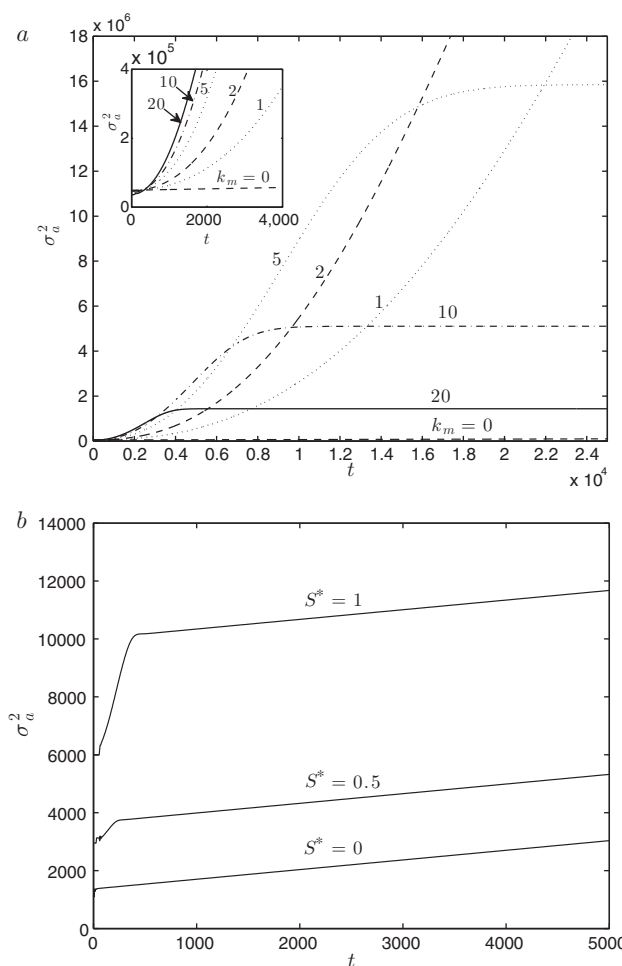 a
x 10^6
18
16
14
12
10
8
6
4
2
0
σ_a^2
x 10^5
4
2
0
σ_a^2
10
20
5
2
1
k_m = 0
0 2000 4,000
t
5
2
1
10
20
k_m = 0
0 0.2 0.4 0.6 0.8 1 1.2 1.4 1.6 1.8 2 2.2 2.4
t
x 10^4
b
14000
12000
10000
8000
6000
4000
2000
0
σ_a^2
S* = 1
S* = 0.5
S* = 0
0 1000 2000 3000 4000 5000
t